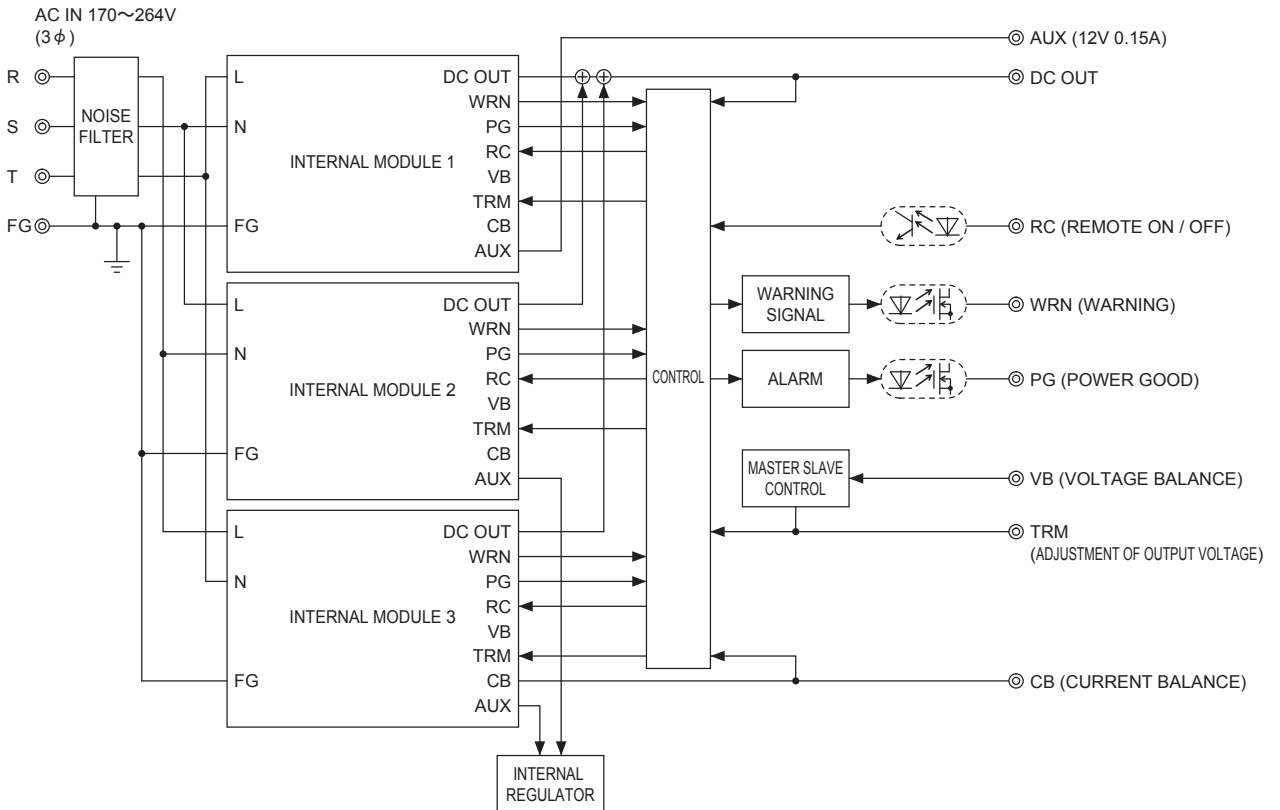 AC IN 170～264V
(3φ)
R
S
T
FG
NOISE
FILTER
L
N
FG
INTERNAL MODULE 1
DC OUT
WRN
PG
RC
VB
TRM
CB
AUX
L
N
FG
INTERNAL MODULE 2
DC OUT
WRN
PG
RC
VB
TRM
CB
AUX
L
N
FG
INTERNAL MODULE 3
DC OUT
WRN
PG
RC
VB
TRM
CB
AUX
INTERNAL
REGULATOR
CONTROL
WARNING
SIGNAL
ALARM
MASTER SLAVE
CONTROL
AUX (12V 0.15A)
DC OUT
RC (REMOTE ON / OFF)
WRN (WARNING)
PG (POWER GOOD)
VB (VOLTAGE BALANCE)
TRM
(ADJUSTMENT OF OUTPUT VOLTAGE)
CB (CURRENT BALANCE)